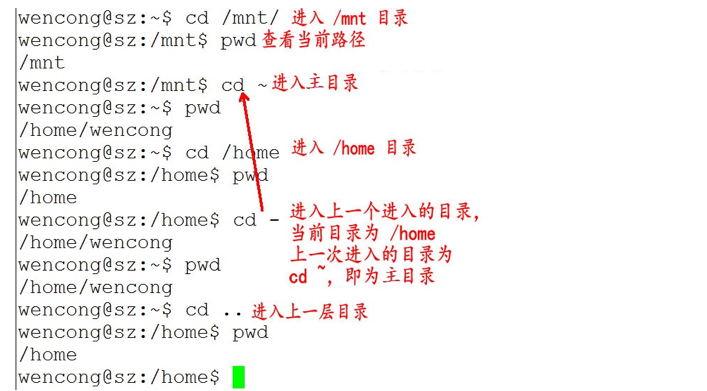 wencong@sz:~$ cd /mnt/ 进入 /mnt 目录
wencong@sz:/mnt$ pwd 查看当前路径
/mnt
wencong@sz:/mnt$ cd ~ 进入主目录
wencong@sz:~$ pwd
/home/wencong
wencong@sz:~$ cd /home 进入 /home 目录
wencong@sz:/home$ pwd
/home
wencong@sz:/home$ cd - 进入上一个进入的目录，
当前目录为 /home
上一次进入的目录为
cd ~，即为主目录
/home/wencong
wencong@sz:~$ pwd
/home/wencong
wencong@sz:~$ cd .. 进入上一层目录
wencong@sz:/home$ pwd
/home
wencong@sz:/home$